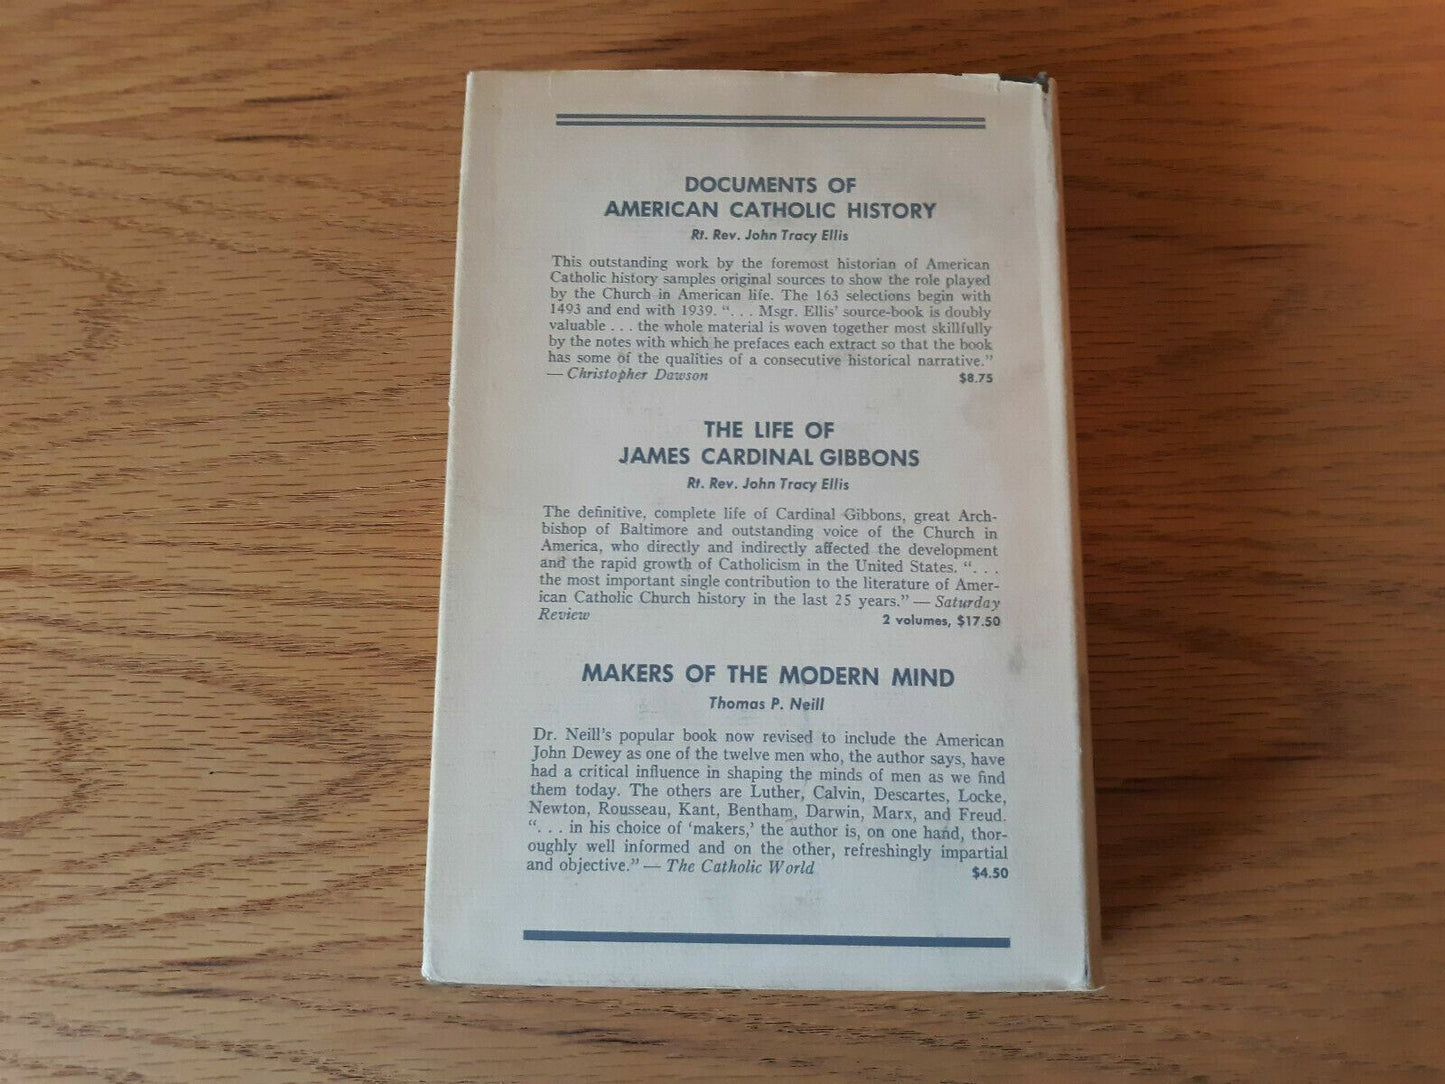 DOCUMENTS OF
AMERICAN CATHOLIC HISTORY
Rt. Rev. John Tracy Ellis
This outstanding work by the foremost historian of American
Catholic history samples original sources to show the role played
by the Church in American life. The 163 selections begin with
1493 and end with 1939. “. . . Msgr. Ellis’ source-book is doubly
valuable . . . the whole material is woven together most skillfully
by the notes with which he prefaces each extract so that the book
has some of the qualities of a consecutive historical narrative.”
— Christopher Dawson $8.75
THE LIFE OF
JAMES CARDINAL GIBBONS
Rt. Rev. John Tracy Ellis
The definitive, complete life of Cardinal Gibbons, great Arch-
bishop of Baltimore and outstanding voice of the Church in
America, who directly and indirectly affected the development
and the rapid growth of Catholicism in the United States. “. . .
the most important single contribution to the literature of Amer-
ican Catholic Church history in the last 25 years.” — Saturday
Review 2 volumes, $17.50
MAKERS OF THE MODERN MIND
Thomas P. Neill
Dr. Neill’s popular book now revised to include the American
John Dewey as one of the twelve men who, the author says, have
had a critical influence in shaping the minds of men as we find
them today. The others are Luther, Calvin, Descartes, Locke,
Newton, Rousseau, Kant, Bentham, Darwin, Marx, and Freud.
“. . . in his choice of ‘makers,’ the author is, on one hand, thor-
oughly well informed and on the other, refreshingly impartial
and objective.” — The Catholic World $4.50